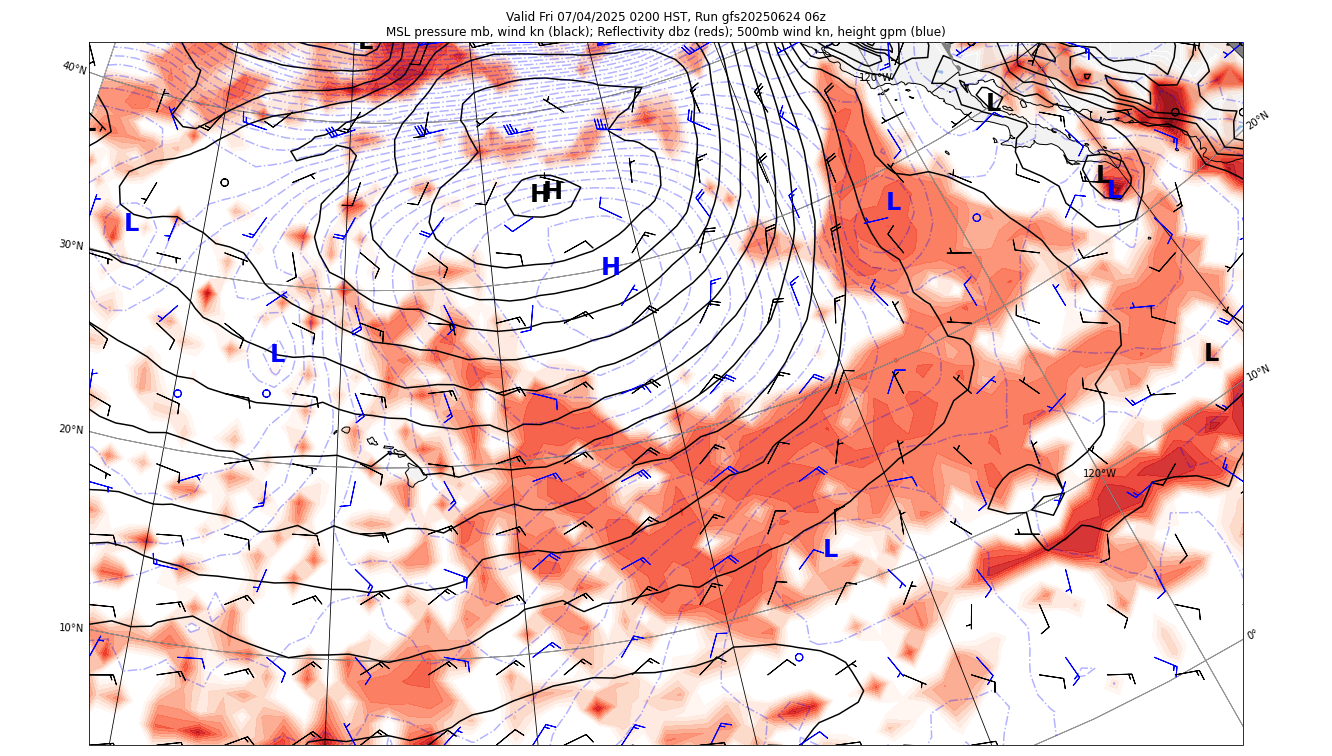 Valid Fri 07/04/2025 0200 HST, Run gfs20250624 06z
MSL pressure mb, wind kn (black); Reflectivity dbz (reds); 500mb wind kn, height gpm (blue)
L
40°N
120°W
L
20°N
L
L
H
H
L
L
30°N
H
L
L
10°N
20°N
120°W
L
10°N
0°